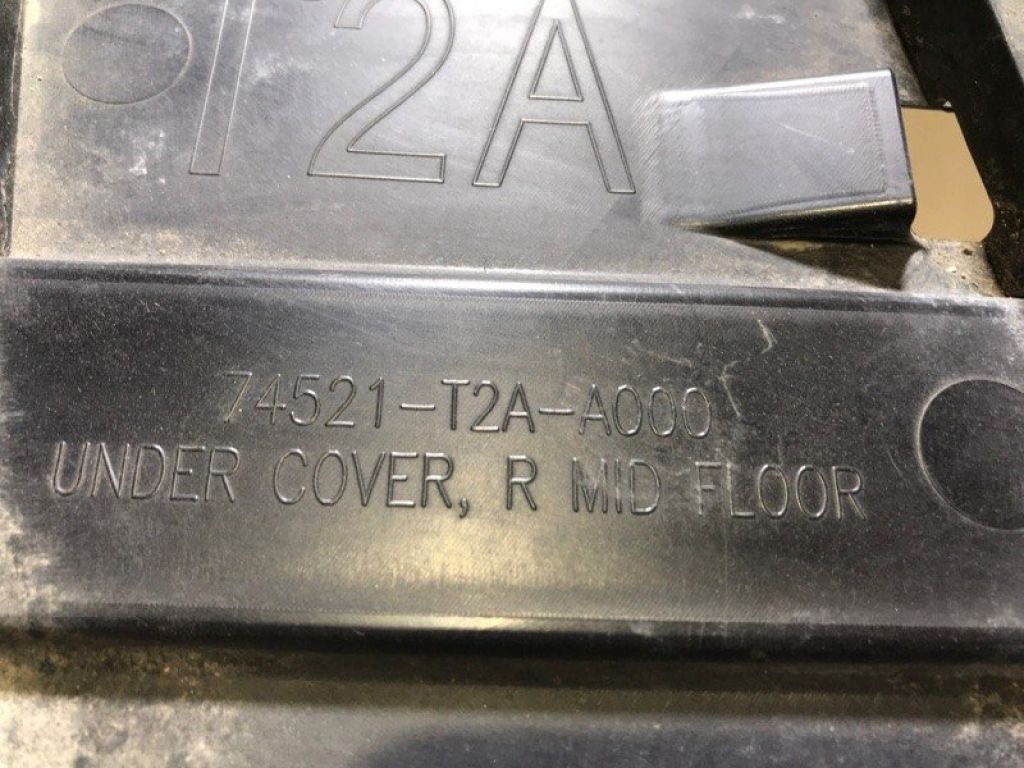 T2A
74521-T2A-A000
UNDER COVER, R MID FLOOR